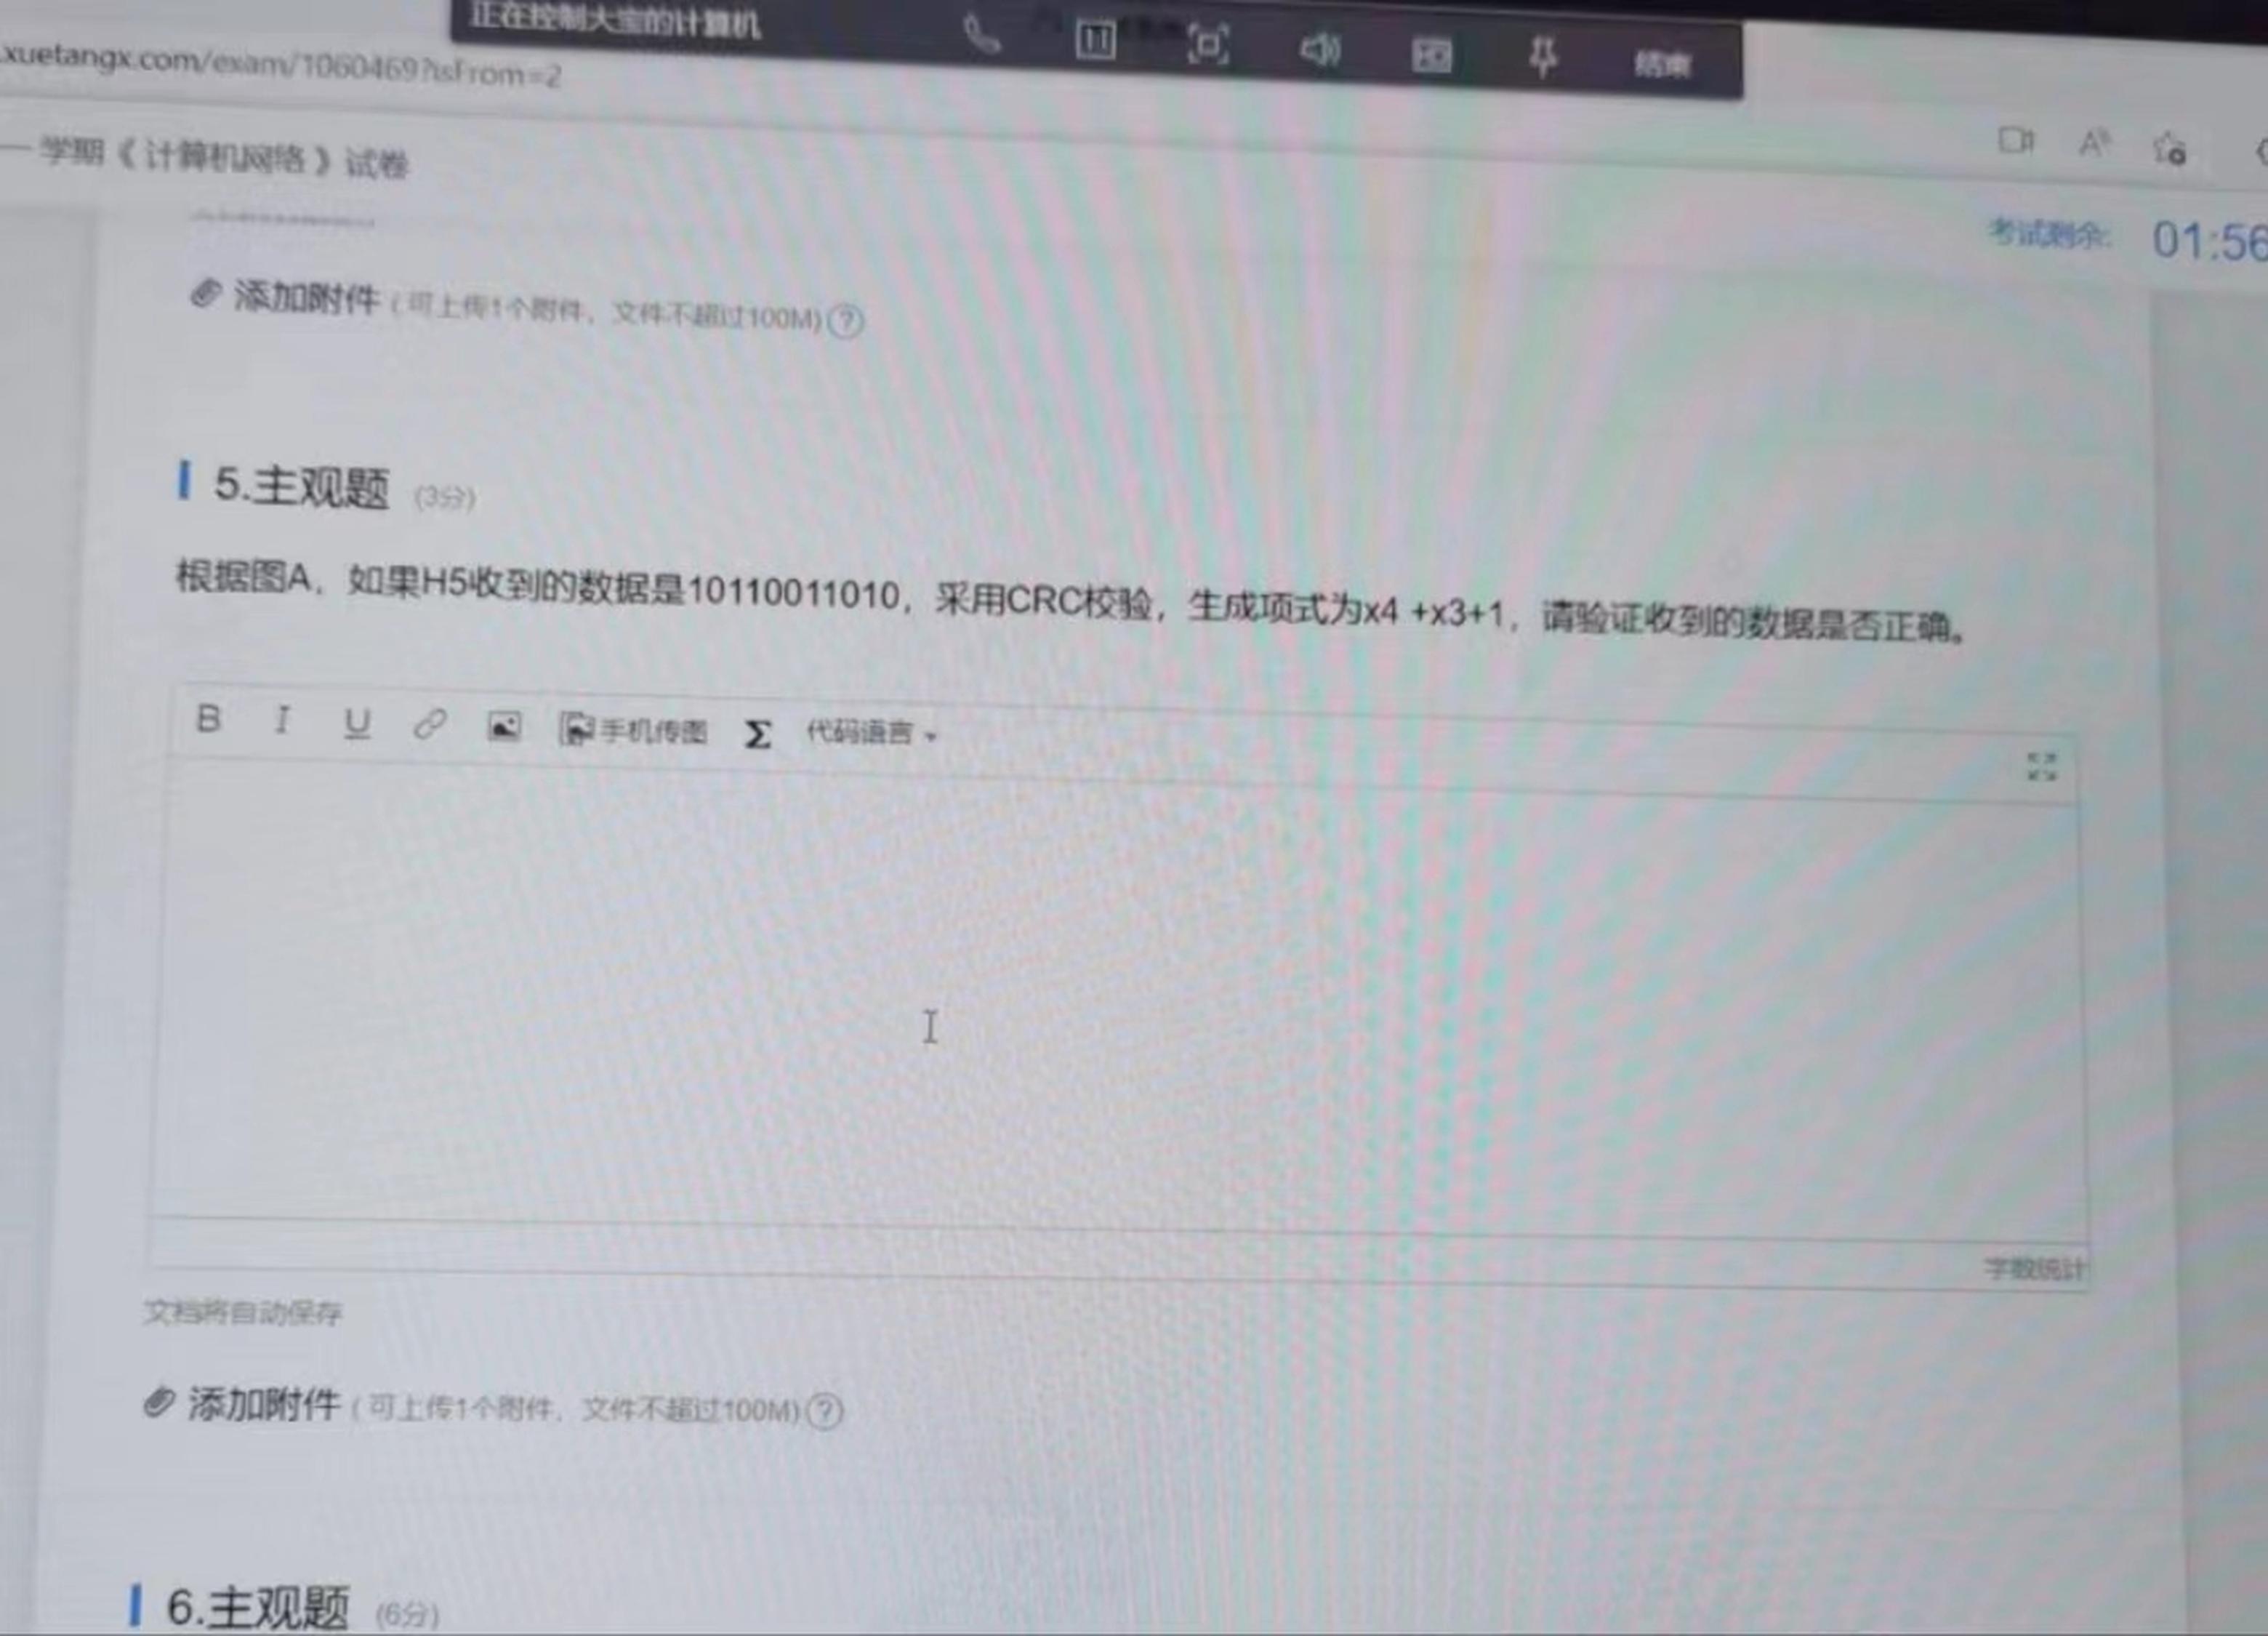 正在控制大宝的计算机
结束
xuetangx.com/exam/1060469?isFrom=2
一学期《计算机网络》试卷
考试剩余: 01:56
添加附件 (可上传1个附件，文件不超过100M) ?
5.主观题 (3分)
根据图A，如果H5收到的数据是10110011010，采用CRC校验，生成项式为x4 +x3+1，请验证收到的数据是否正确。
B I U 手机传图 Σ 代码语言
字数统计
文档将自动保存
添加附件 (可上传1个附件，文件不超过100M) ?
6.主观题 (6分)